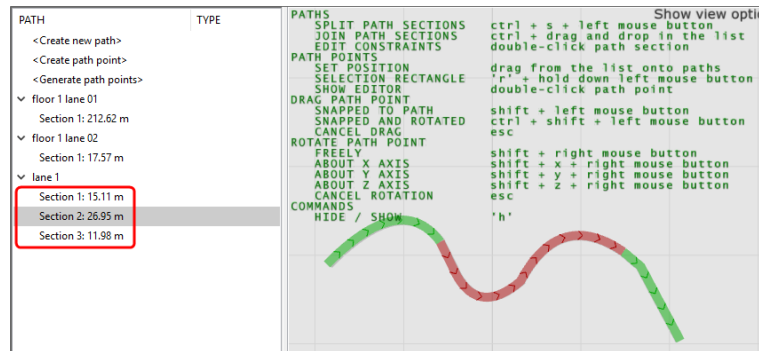 PATH TYPE
<Create new path>
<Create path point>
<Generate path points>
floor 1 lane 01
Section 1: 212.62 m
floor 1 lane 02
Section 1: 17.57 m
lane 1
Section 1: 15.11 m
Section 2: 26.95 m
Section 3: 11.98 m
Show view opti
PATHS
SPLIT PATH SECTIONS ctrl + s + left mouse button
JOIN PATH SECTIONS ctrl + drag and drop in the list
EDIT CONSTRAINTS double-click path section
PATH POINTS
SET POSITION drag from the list onto paths
SELECTION RECTANGLE 'r' + hold down left mouse button
SHOW EDITOR double-click path point
DRAG PATH POINT
SNAPPED TO PATH shift + left mouse button
SNAPPED AND ROTATED ctrl + shift + left mouse button
CANCEL DRAG esc
ROTATE PATH POINT
FREELY shift + right mouse button
ABOUT X AXIS shift + x + right mouse button
ABOUT Y AXIS shift + y + right mouse button
ABOUT Z AXIS shift + z + right mouse button
CANCEL ROTATION esc
COMMANDS
HIDE / SHOW 'h'